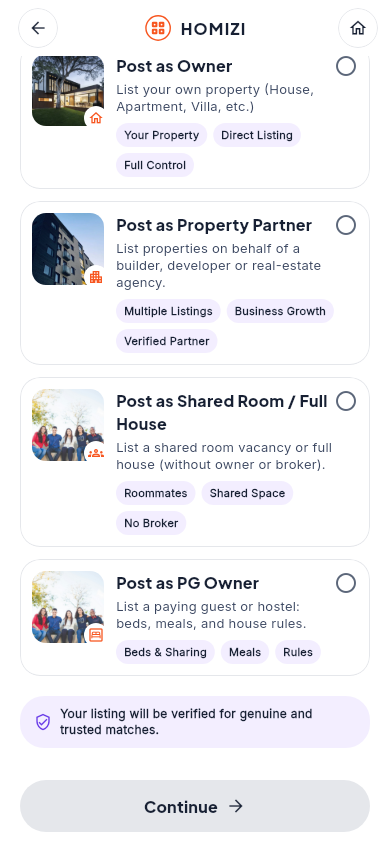 HOMIZI
Post as Owner
List your own property (House,
Apartment, Villa, etc.)
Your Property
Direct Listing
Full Control
Post as Property Partner
List properties on behalf of a
builder, developer or real-estate
agency.
Multiple Listings
Business Growth
Verified Partner
Post as Shared Room / Full
House
List a shared room vacancy or full
house (without owner or broker).
Roommates
Shared Space
No Broker
Post as PG Owner
List a paying guest or hostel:
beds, meals, and house rules.
Beds & Sharing
Meals
Rules
Your listing will be verified for genuine and
trusted matches.
Continue